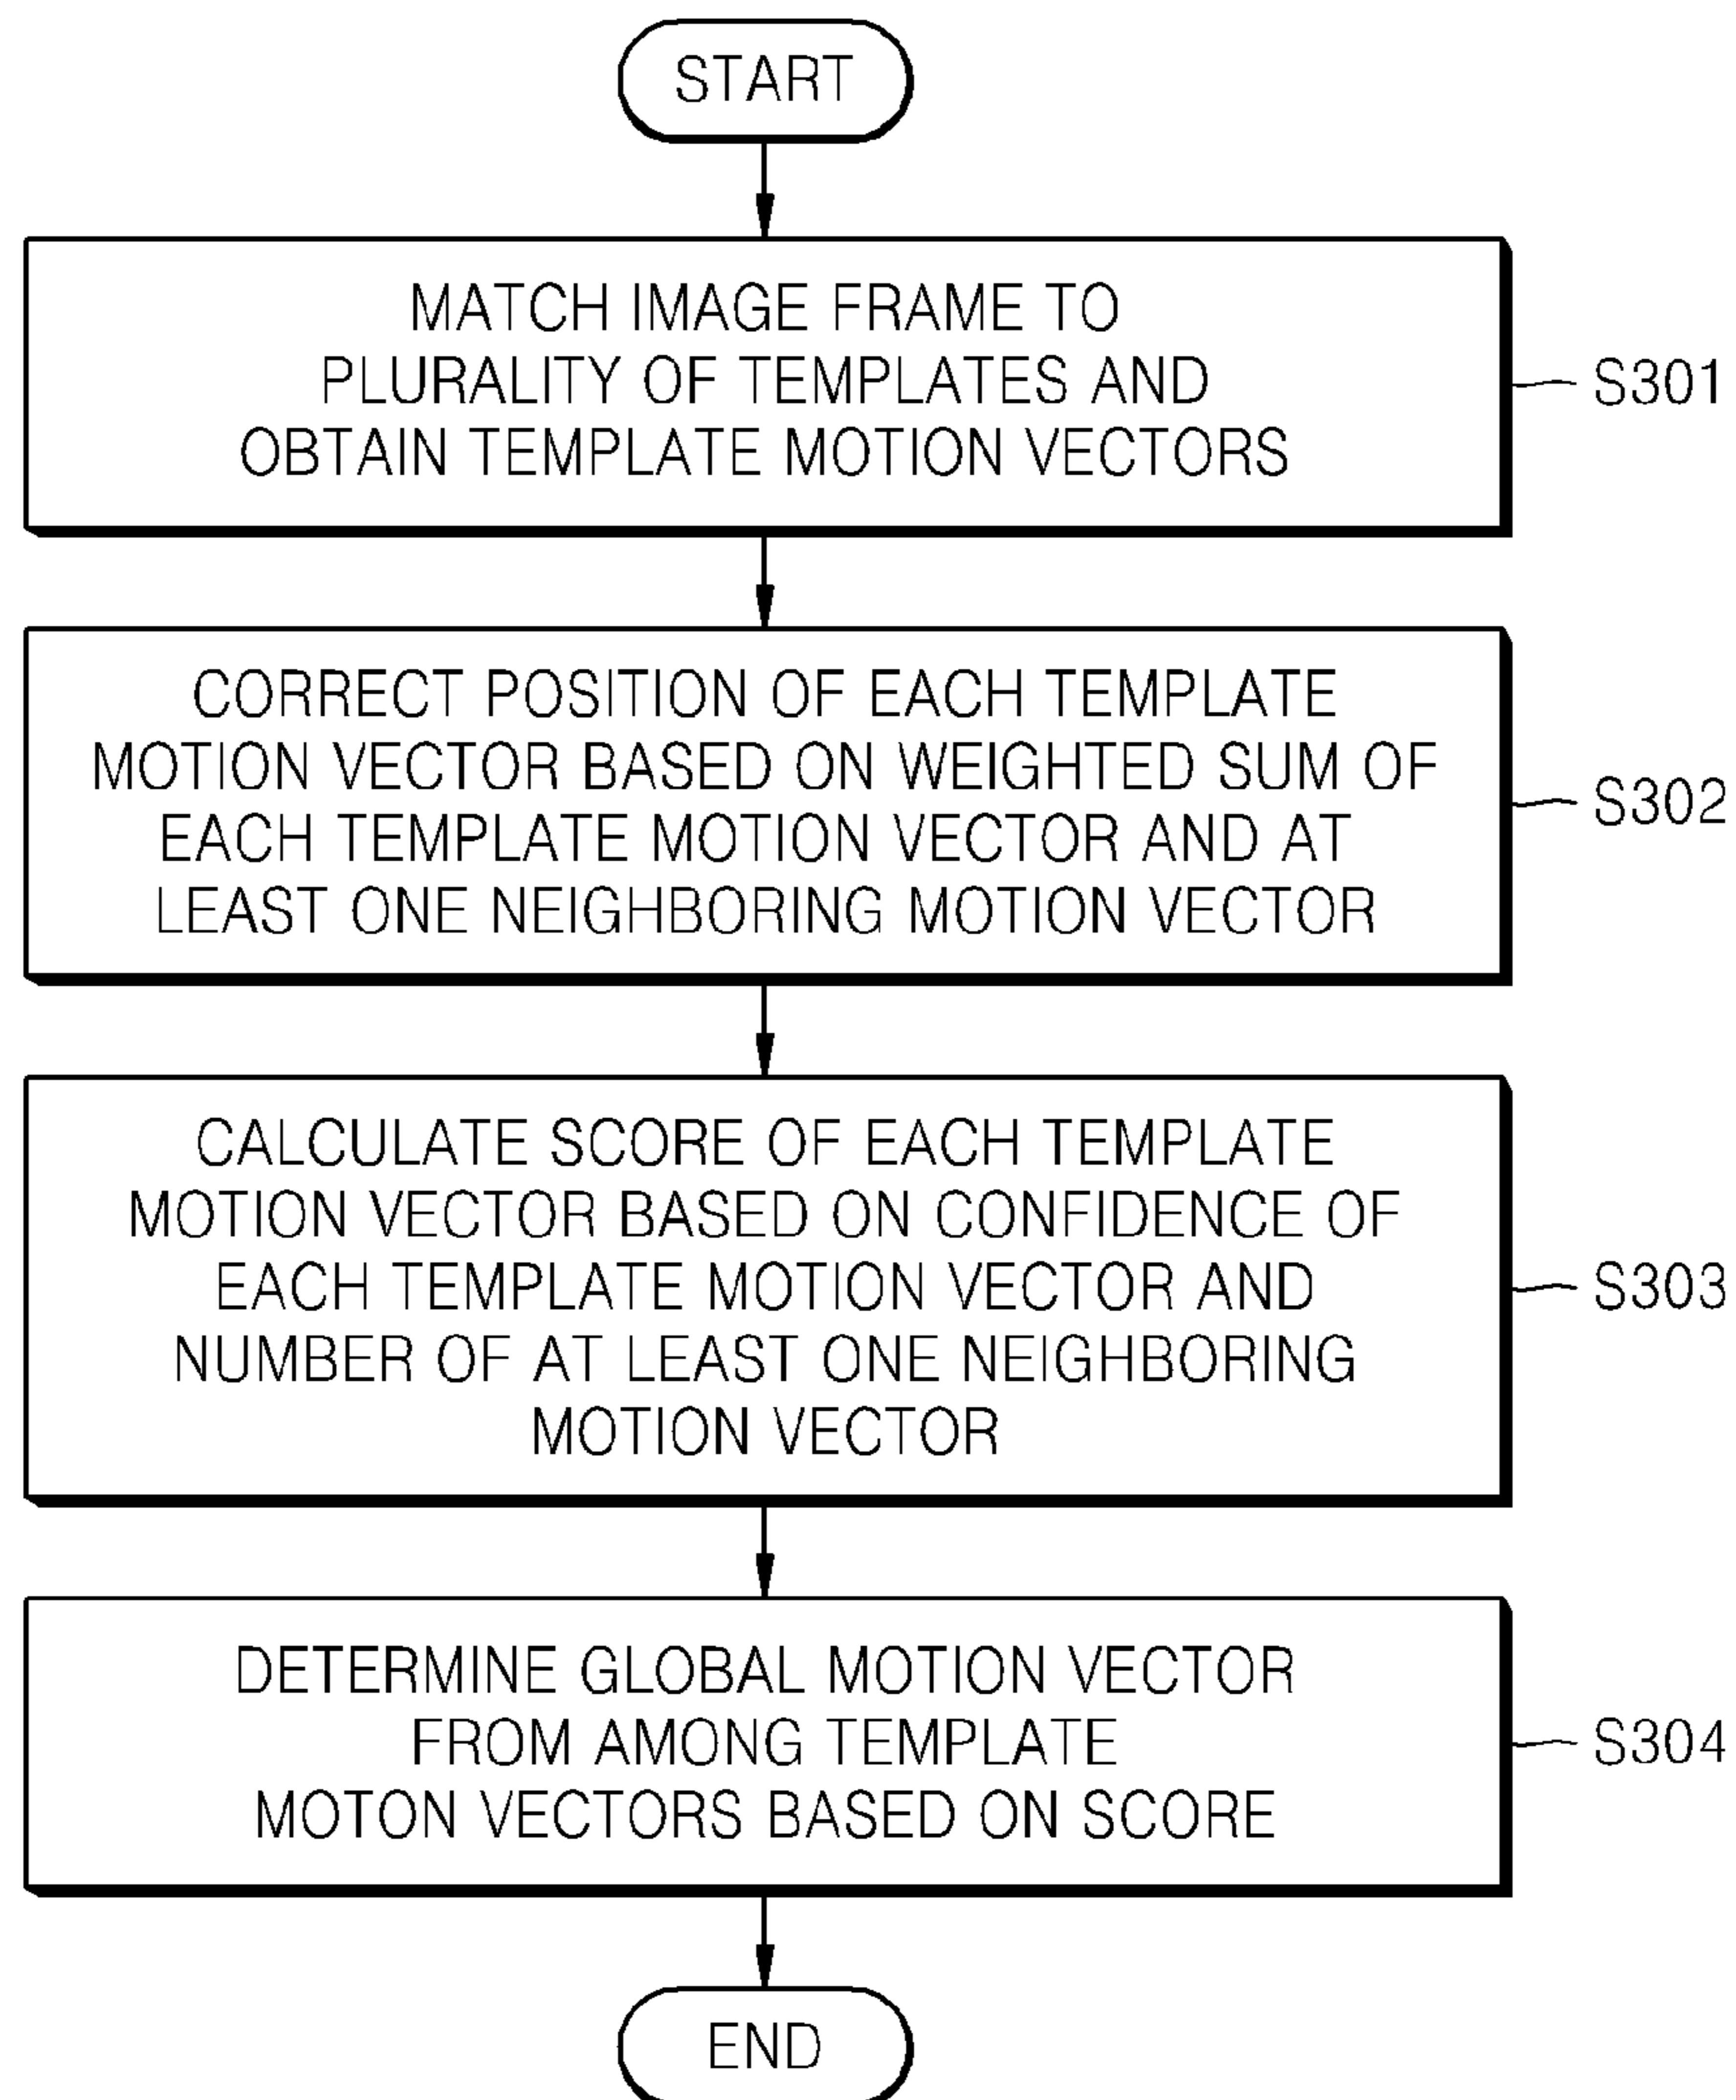 START
MATCH IMAGE FRAME TO
PLURALITY OF TEMPLATES AND
OBTAIN TEMPLATE MOTION VECTORS
S301
CORRECT POSITION OF EACH TEMPLATE
MOTION VECTOR BASED ON WEIGHTED SUM OF
EACH TEMPLATE MOTION VECTOR AND AT
LEAST ONE NEIGHBORING MOTION VECTOR
S302
CALCULATE SCORE OF EACH TEMPLATE
MOTION VECTOR BASED ON CONFIDENCE OF
EACH TEMPLATE MOTION VECTOR AND
NUMBER OF AT LEAST ONE NEIGHBORING
MOTION VECTOR
S303
DETERMINE GLOBAL MOTION VECTOR
FROM AMONG TEMPLATE
MOTON VECTORS BASED ON SCORE
S304
END